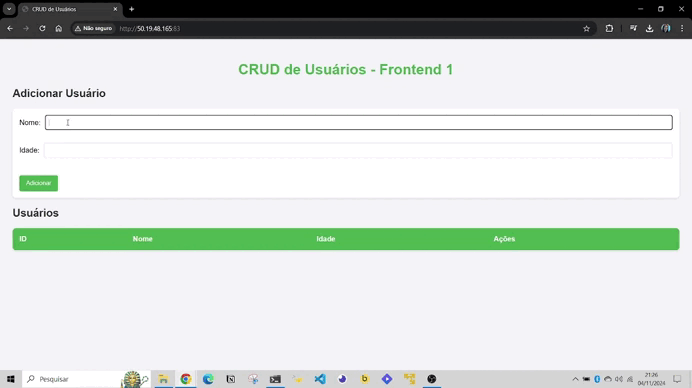 CRUD de Usuários
Não seguro
http://50.19.48.165:83
CRUD de Usuários - Frontend 1
Adicionar Usuário
Nome:
Idade:
Adicionar
Usuários
ID Nome Idade Ações
Pesquisar
21:26
04/11/2024